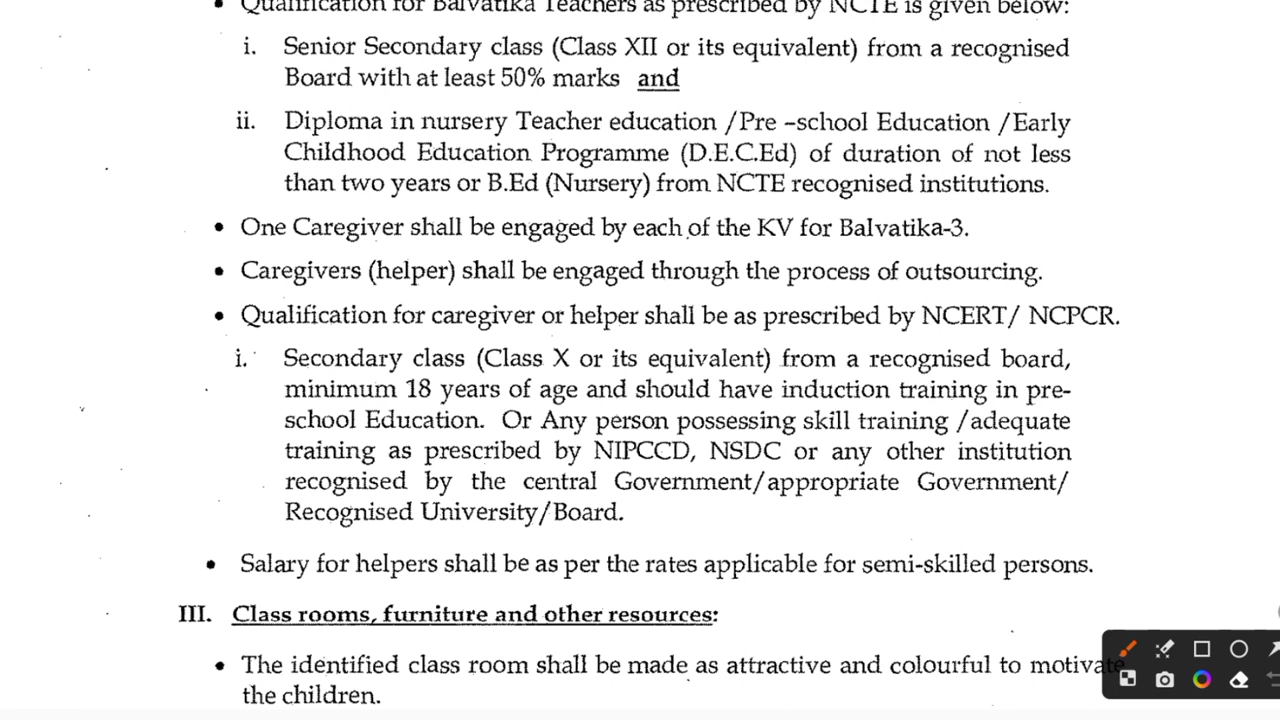 • Qualification for Balvatika Teachers as prescribed by NCTE is given below:
i. Senior Secondary class (Class XII or its equivalent) from a recognised
Board with at least 50% marks and
ii. Diploma in nursery Teacher education /Pre –school Education /Early
Childhood Education Programme (D.E.C.Ed) of duration of not less
than two years or B.Ed (Nursery) from NCTE recognised institutions.
• One Caregiver shall be engaged by each of the KV for Balvatika-3.
• Caregivers (helper) shall be engaged through the process of outsourcing.
• Qualification for caregiver or helper shall be as prescribed by NCERT/ NCPCR.
i. Secondary class (Class X or its equivalent) from a recognised board,
minimum 18 years of age and should have induction training in pre-
school Education. Or Any person possessing skill training /adequate
training as prescribed by NIPCCD, NSDC or any other institution
recognised by the central Government/appropriate Government/
Recognised University/Board.
• Salary for helpers shall be as per the rates applicable for semi-skilled persons.
III. Class rooms, furniture and other resources:
• The identified class room shall be made as attractive and colourful to motivate
the children.